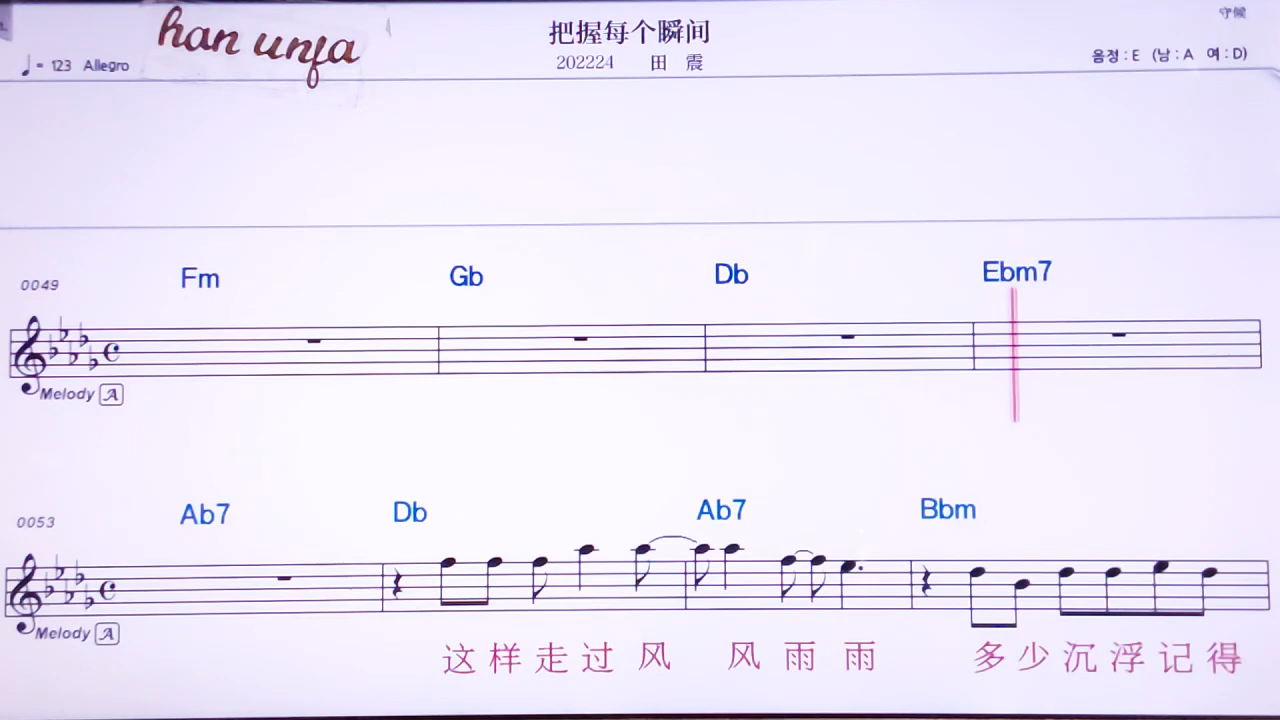 han unfa
把握每个瞬间
守候
♩= 123 Allegro
202224 田 震
음정 : E (남 : A 여 : D)
0049 Fm Gb Db Ebm7
Melody A
0053 Ab7 Db Ab7 Bbm
Melody A
这样走过风 风雨雨 多少沉浮记得